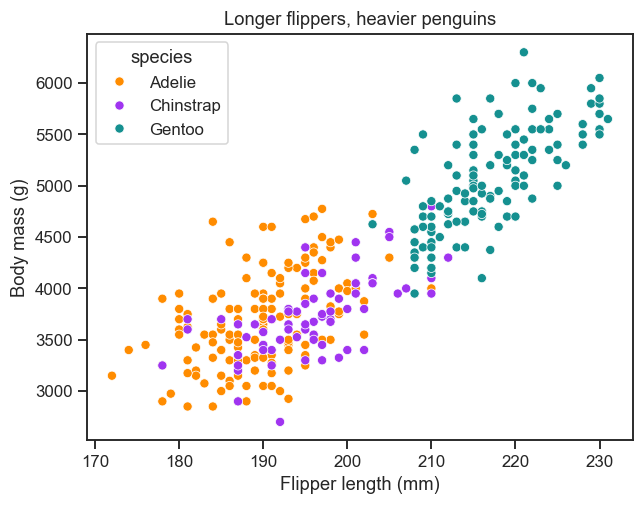 Longer flippers, heavier penguins
species
Adelie
Chinstrap
Gentoo
6000
5500
5000
4500
4000
3500
3000
Body mass (g)
170 180 190 200 210 220 230
Flipper length (mm)